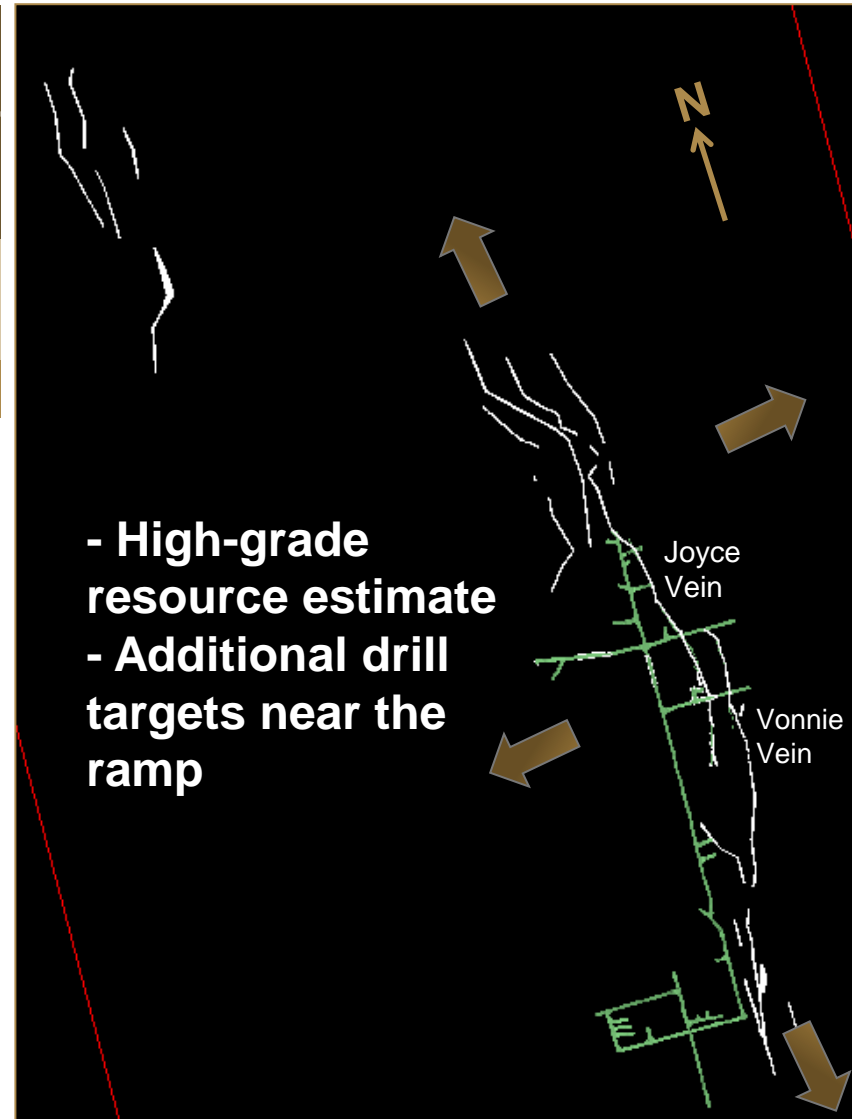 N
- High-grade
resource estimate
- Additional drill
targets near the
ramp
Joyce
Vein
Vonnie
Vein